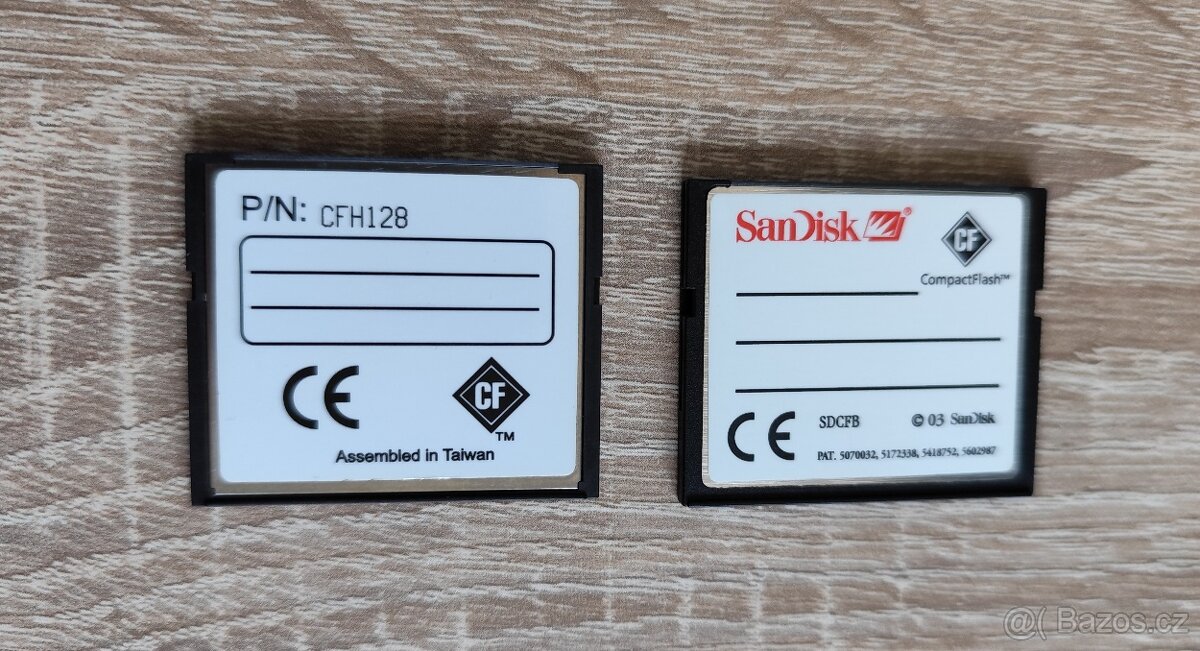 P/N: CFH128
CE
CF
TM
Assembled in Taiwan
SanDisk ®
CF
CompactFlash™
CE SDCFB © 03 SanDisk
PAT. 5070032, 5172338, 5418752, 5602987
@( Bazos.cz